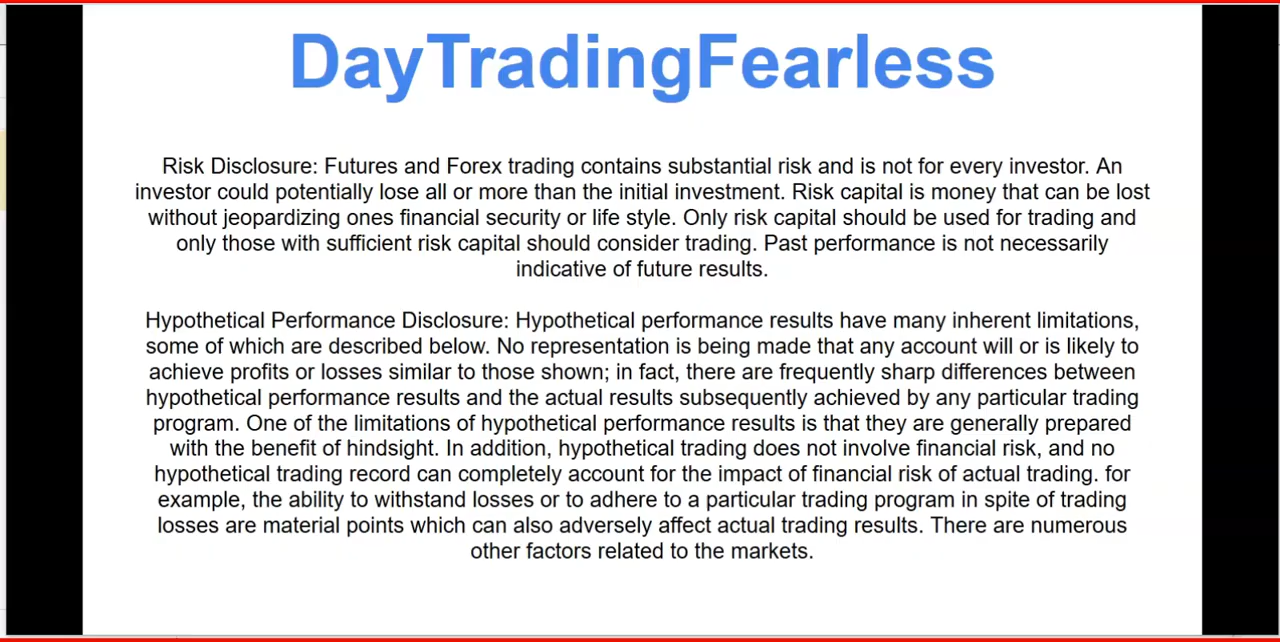 DayTradingFearless
Risk Disclosure: Futures and Forex trading contains substantial risk and is not for every investor. An
investor could potentially lose all or more than the initial investment. Risk capital is money that can be lost
without jeopardizing ones financial security or life style. Only risk capital should be used for trading and
only those with sufficient risk capital should consider trading. Past performance is not necessarily
indicative of future results.
Hypothetical Performance Disclosure: Hypothetical performance results have many inherent limitations,
some of which are described below. No representation is being made that any account will or is likely to
achieve profits or losses similar to those shown; in fact, there are frequently sharp differences between
hypothetical performance results and the actual results subsequently achieved by any particular trading
program. One of the limitations of hypothetical performance results is that they are generally prepared
with the benefit of hindsight. In addition, hypothetical trading does not involve financial risk, and no
hypothetical trading record can completely account for the impact of financial risk of actual trading. for
example, the ability to withstand losses or to adhere to a particular trading program in spite of trading
losses are material points which can also adversely affect actual trading results. There are numerous
other factors related to the markets.